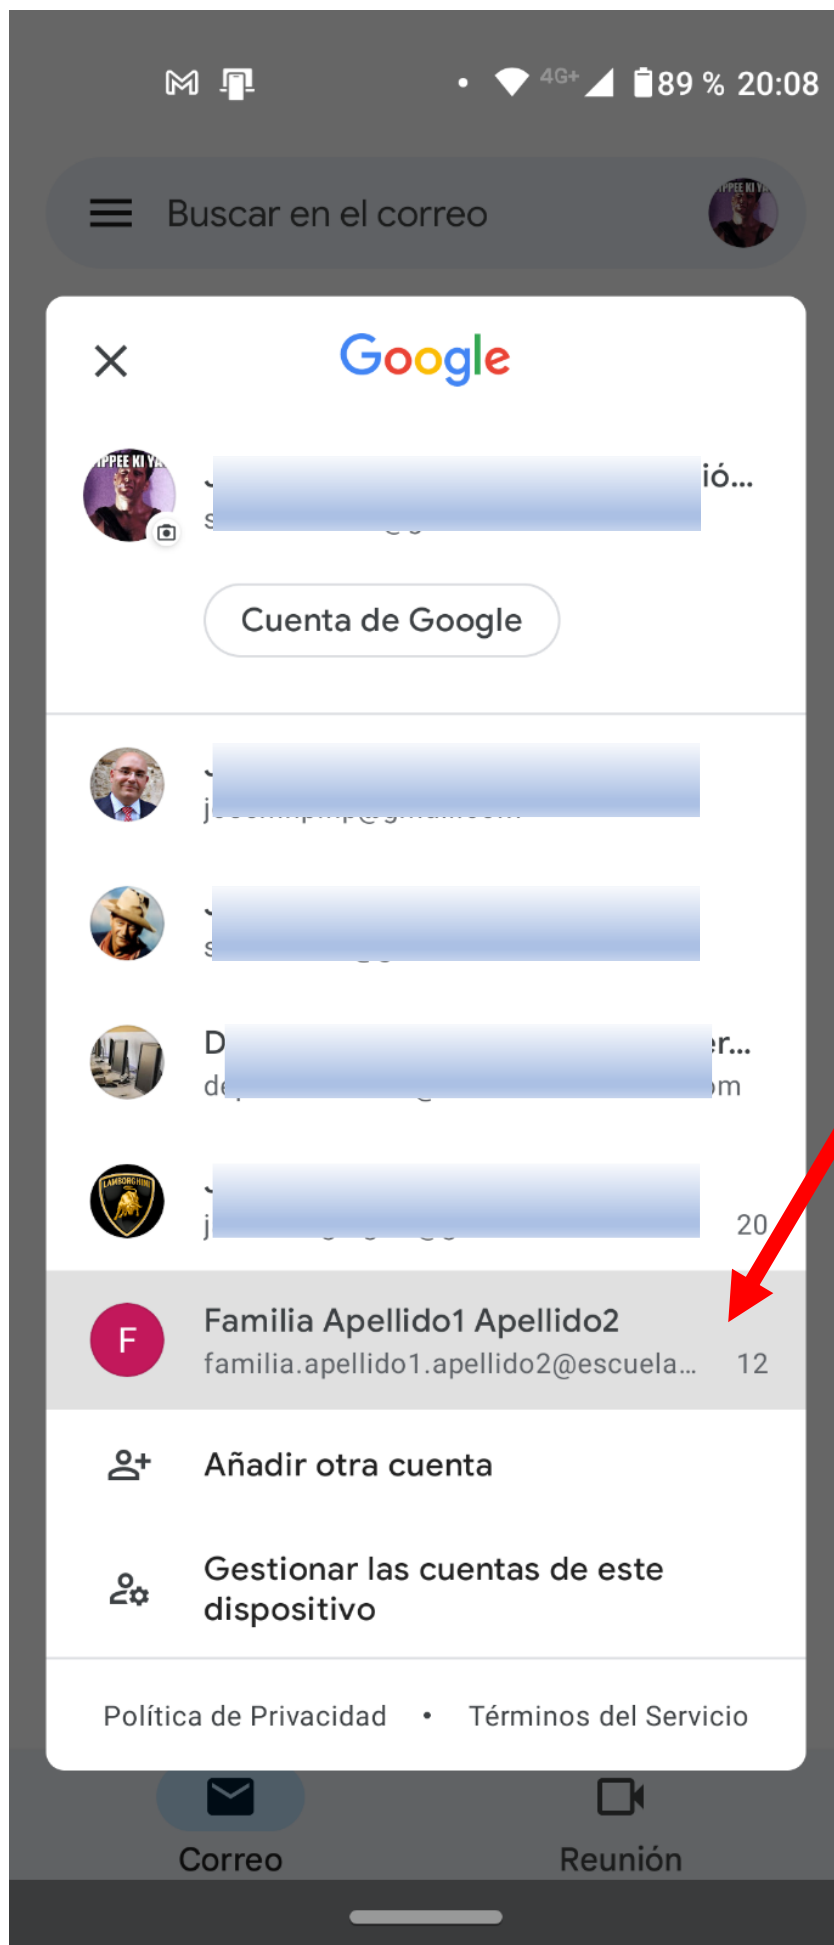 4G+ 89 % 20:08
Buscar en el correo
Google
Cuenta de Google
20
Familia Apellido1 Apellido2
F
familia.apellido1.apellido2@escuela... 12
Añadir otra cuenta
Gestionar las cuentas de este
dispositivo
Política de Privacidad • Términos del Servicio
Correo Reunión